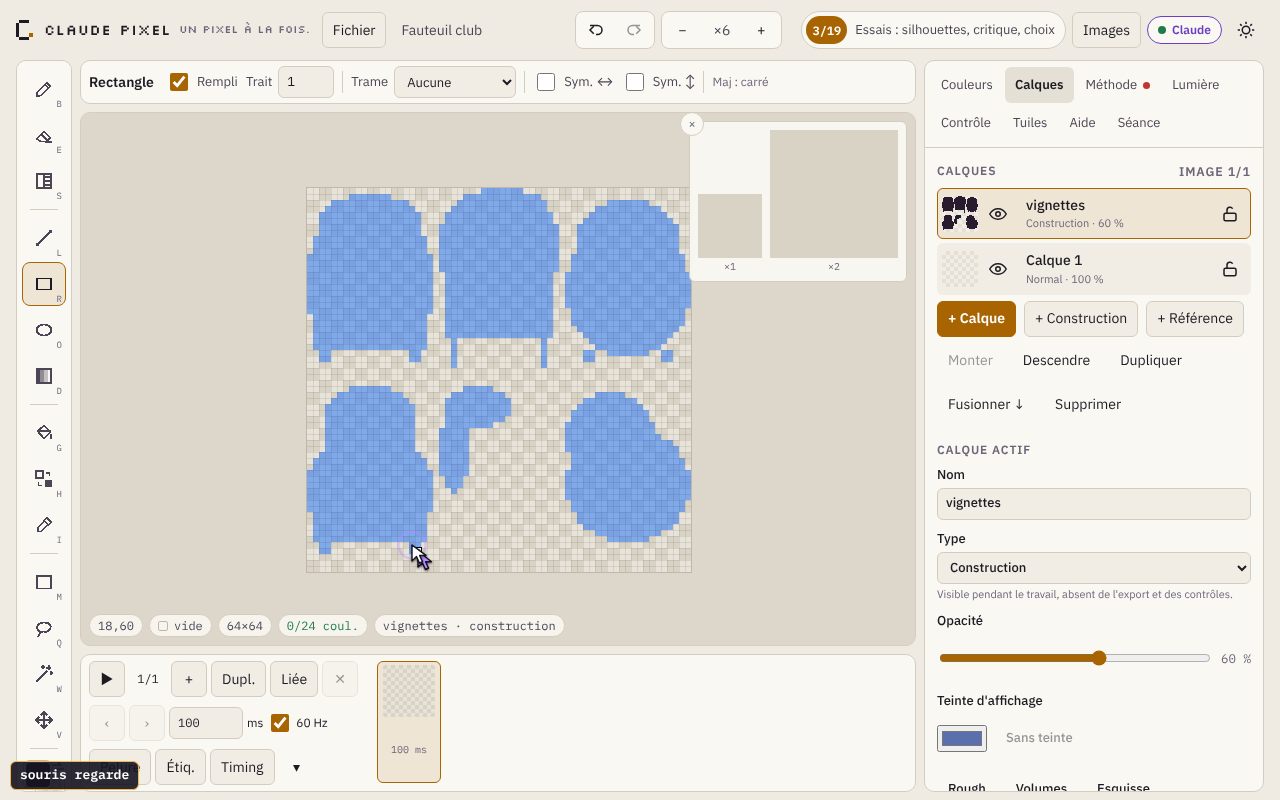 CLAUDE PIXEL UN PIXEL À LA FOIS. Fichier Fauteuil club − ×6 + 3/19 Essais : silhouettes, critique, choix Images Claude
Rectangle Rempli Trait 1 Trame Aucune Sym. ↔ Sym. ↕ Maj : carré
B
E
S
L
R
O
D
G
H
I
M
Q
W
V
×
×1 ×2
18,60 vide 64×64 0/24 coul. vignettes · construction
1/1 + Dupl. Liée ×
‹ › 100 ms 60 Hz
Étiq. Timing ▼
100 ms
souris regarde
Couleurs Calques Méthode Lumière
Contrôle Tuiles Aide Séance
CALQUES IMAGE 1/1
vignettes
Construction · 60 %
Calque 1
Normal · 100 %
+ Calque + Construction + Référence
Monter Descendre Dupliquer
Fusionner ↓ Supprimer
CALQUE ACTIF
Nom
vignettes
Type
Construction
Visible pendant le travail, absent de l'export et des contrôles.
Opacité
60 %
Teinte d'affichage
Sans teinte
Rough Volumes Esquisse